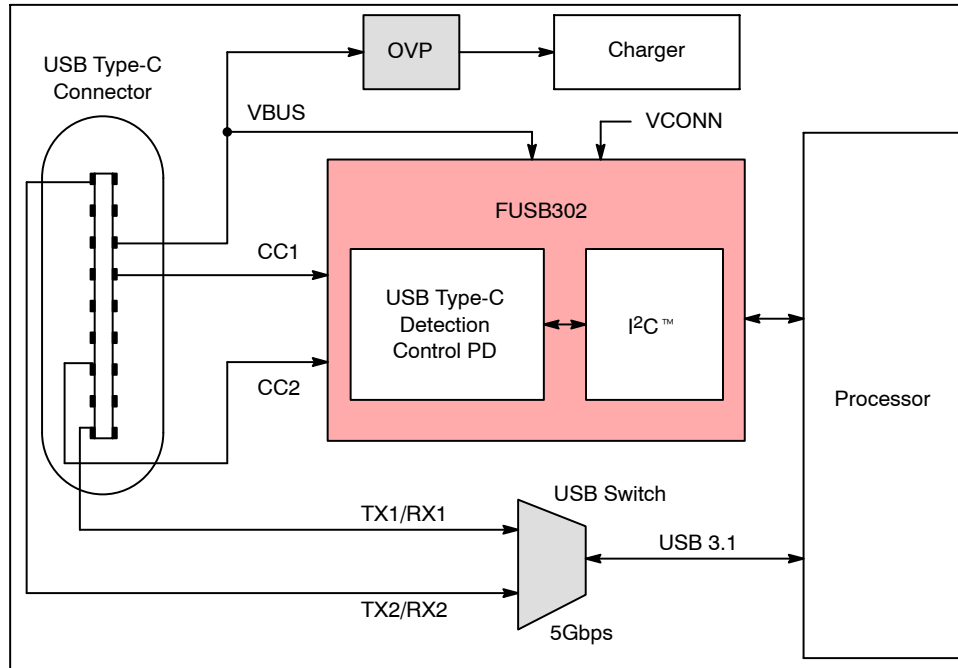 OVP
Charger
USB Type-C
Connector
VBUS
VCONN
FUSB302
CC1
USB Type-C
Detection
Control PD
I²C™
CC2
Processor
USB Switch
TX1/RX1
USB 3.1
TX2/RX2
5Gbps